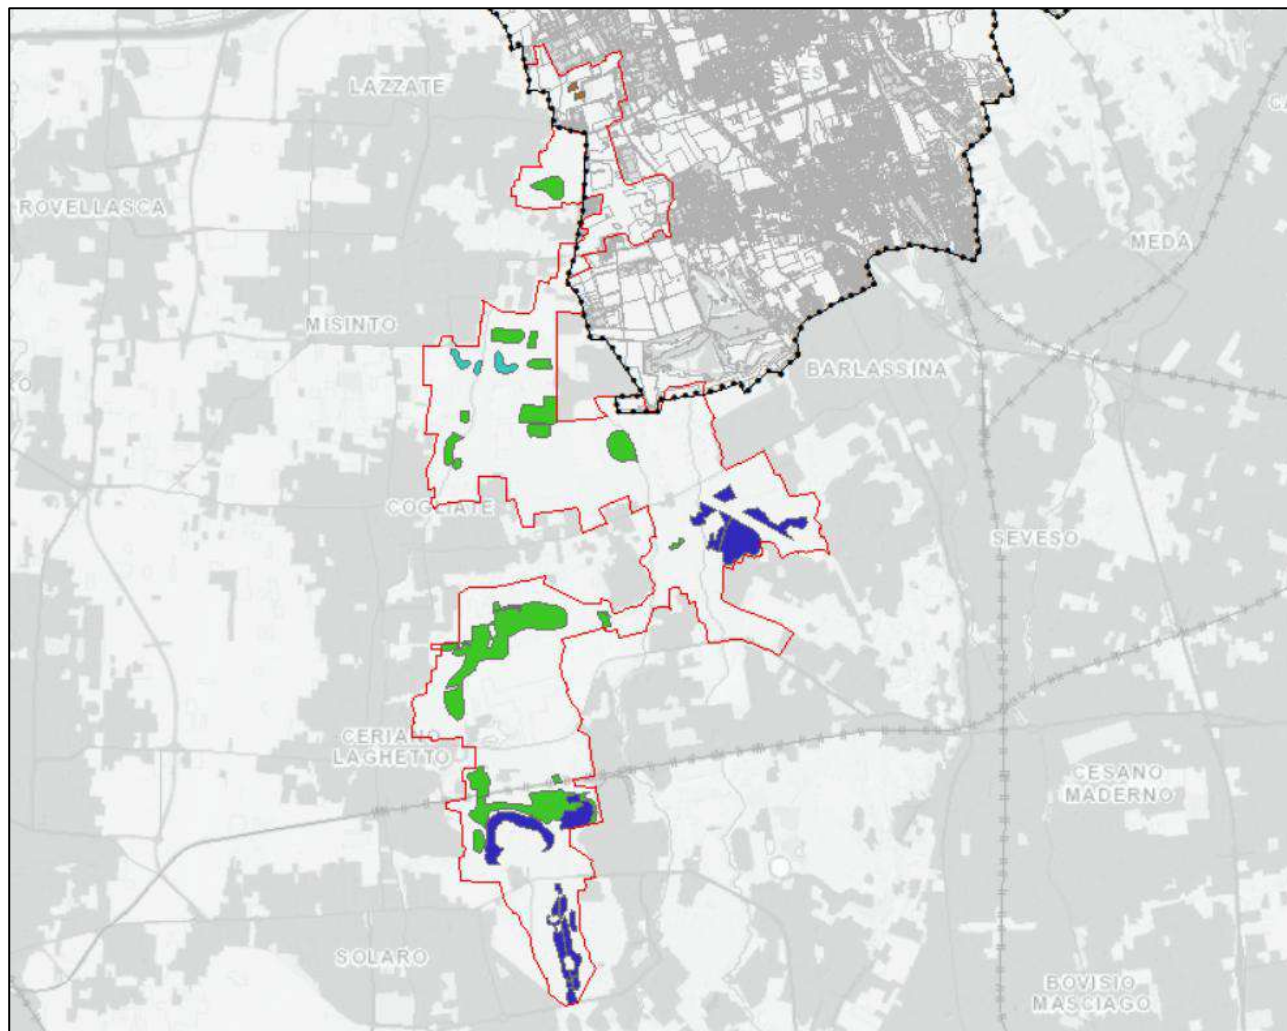 LAZZATE
ROVELLASCA
MEDA
MISINTO
BARLASSINA
COGLIATE
SEVESO
CERIANO
LAGHETTO
CESANO
MADERNO
SOLARO
BOVISIO
MASCIAGO